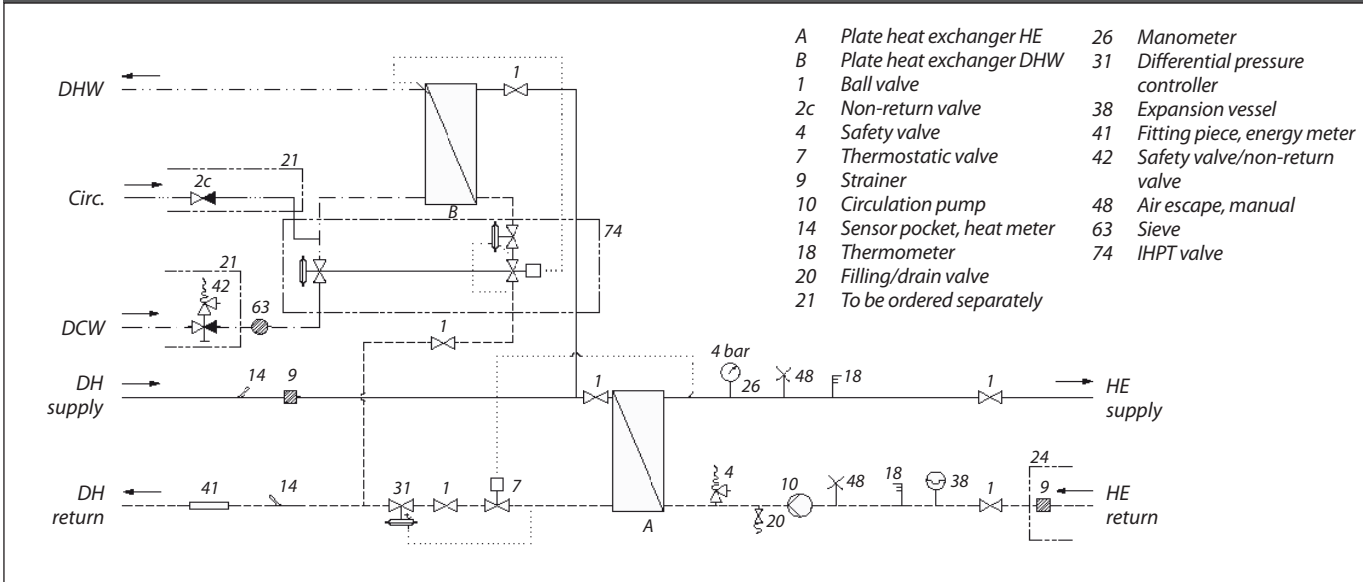 DHW
1
21
2c
Circ.
B
74
21
42
63
DCW
1
DH
supply
14
9
1
4 bar
26
48
18
1
HE
supply
DH
return
41
14
31
1
7
A
4
20
10
48
18
38
1
24
9
HE
return
A Plate heat exchanger HE
B Plate heat exchanger DHW
1 Ball valve
2c Non-return valve
4 Safety valve
7 Thermostatic valve
9 Strainer
10 Circulation pump
14 Sensor pocket, heat meter
18 Thermometer
20 Filling/drain valve
21 To be ordered separately
26 Manometer
31 Differential pressure
controller
38 Expansion vessel
41 Fitting piece, energy meter
42 Safety valve/non-return
valve
48 Air escape, manual
63 Sieve
74 IHPT valve